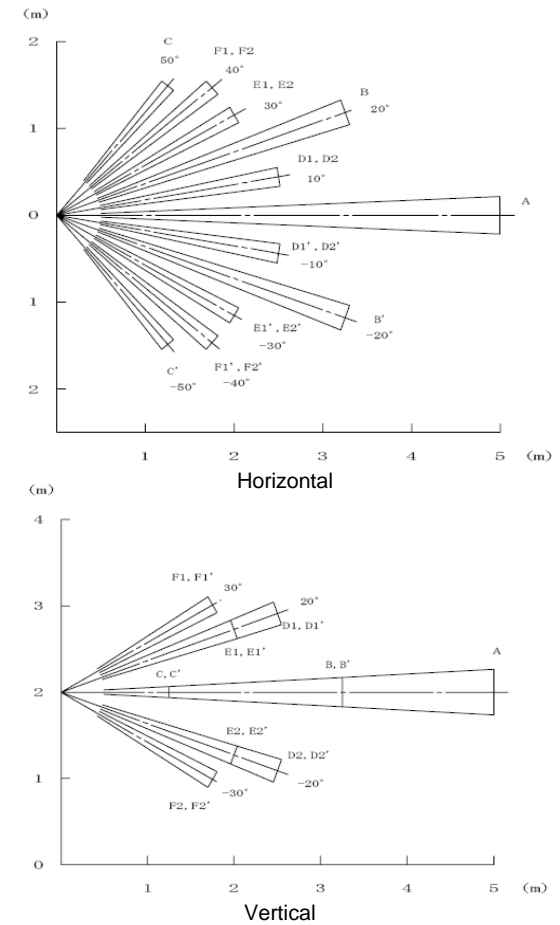 (m)
2
C
50°
F1, F2
40°
E1, E2
30°
B
20°
1
D1, D2
10°
A
0
D1′, D2′
-10°
1
E1′, E2′
-30°
B′
-20°
C′
-50°
F1′, F2′
-40°
2
1 2 3 4 5 (m)
Horizontal
(m)
4
F1, F1′
30°
3
20°
D1, D1′
E1, E1′
A
C, C′
B, B′
2
E2, E2′
D2, D2′
-20°
-30°
1
F2, F2′
0
1 2 3 4 5 (m)
Vertical